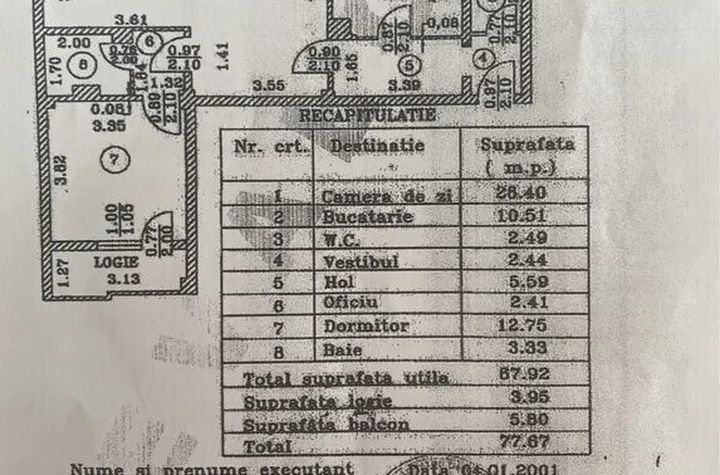 3.61
2.00
0.76
2.00
6
0.97
2.10
1.41
0.90
2.10
0.87
2.10
0,08
0.77
2.10
8
1.70
1.84
1.32
3.55
1.65
5
3.39
4
0.97
2.10
0.08
0.89
2.10
3.35
7
3.82
1.00
1.05
0.77
2.00
LOGIE
1.27
3.13
RECAPITULATIE
Nr. crt. Destinatie Suprafata
( m.p.)
1 Camera de zi 28.40
2 Bucatarie 10.51
3 W.C. 2.49
4 Vestibul 2.44
5 Hol 5.59
6 Oficiu 2.41
7 Dormitor 12.75
8 Baie 3.33
Total suprafata utila 67.92
Suprafata logie 3.95
Suprafata balcon 5.80
Total 77.67
Nume si prenume executant Data 04.01.2001